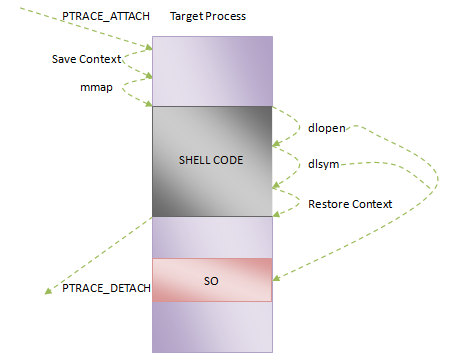 PTRACE_ATTACH Target Process
Save Context
mmap
dlopen
SHELL CODE
dlsym
Restore Context
SO
PTRACE_DETACH